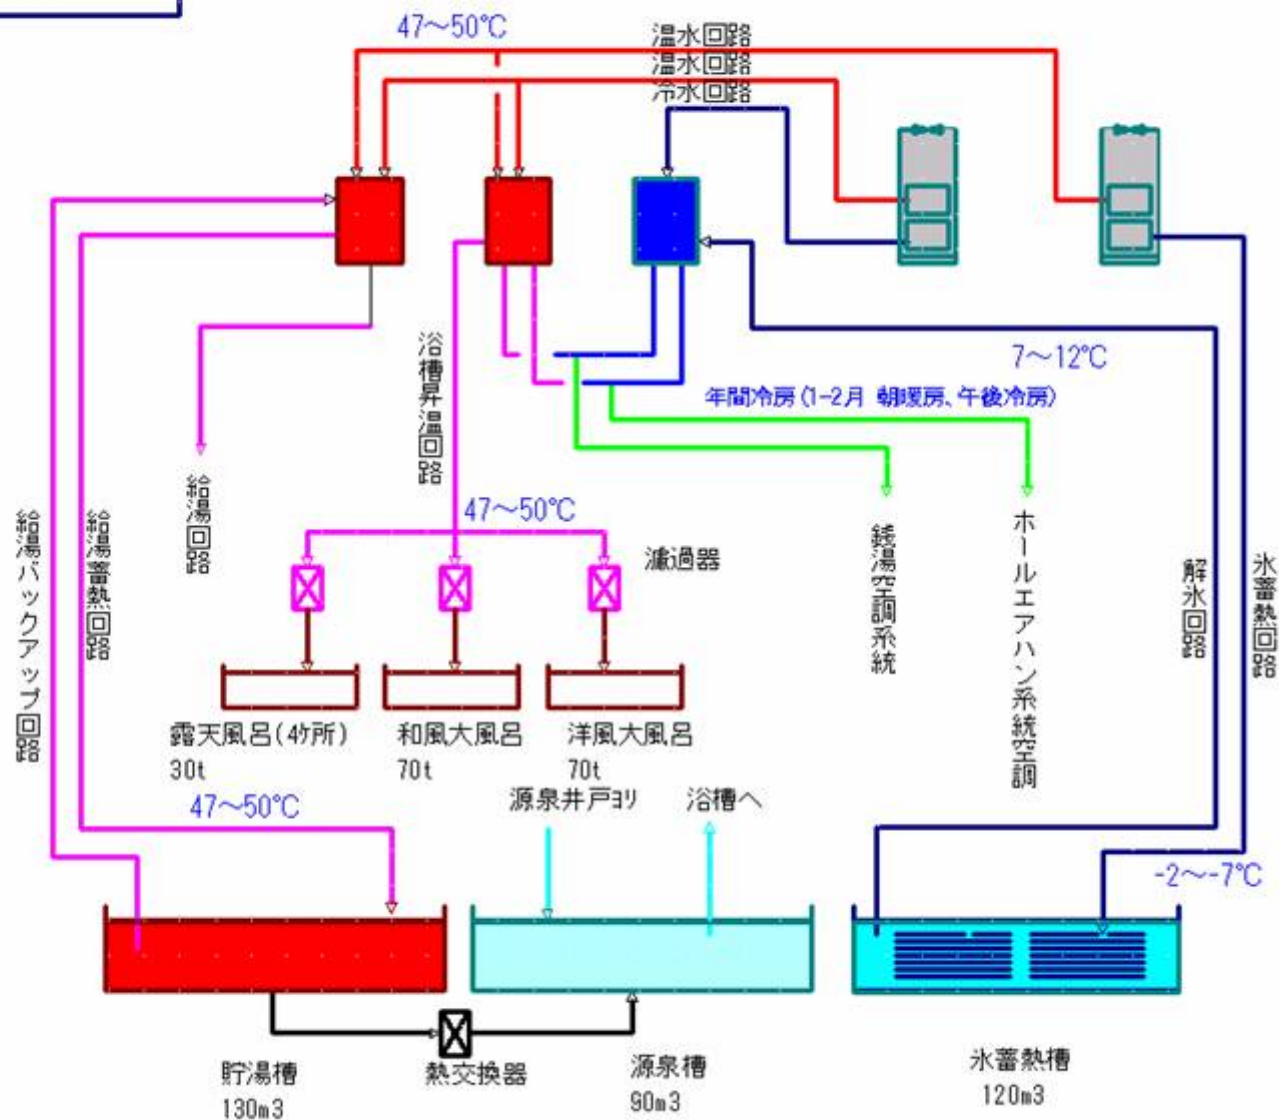 47～50℃
温水回路
温水回路
冷水回路
7～12℃
年間冷房(1-2月 朝暖房、午後冷房)
浴槽昇温回路
給湯回路
給湯バックアップ回路
給湯蓄熱回路
47～50℃
濾過器
銭湯空調系統
ホールエアハン系統空調
解氷回路
氷蓄熱回路
露天風呂(4ｹ所)
30t
和風大風呂
70t
洋風大風呂
70t
47～50℃
源泉井戸ﾖﾘ
浴槽へ
-2～-7℃
貯湯槽
130m3
熱交換器
源泉槽
90m3
氷蓄熱槽
120m3